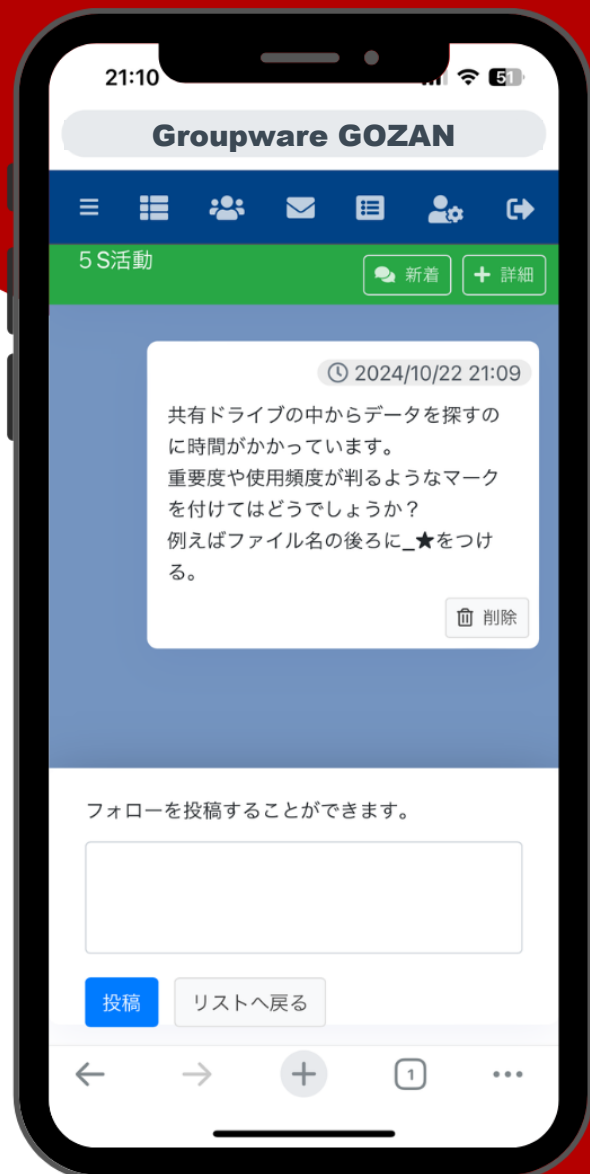 21:10
51
Groupware GOZAN
５S活動
新着
詳細
2024/10/22 21:09
共有ドライブの中からデータを探すの
に時間がかかっています。
重要度や使用頻度が判るようなマーク
を付けてはどうでしょうか？
例えばファイル名の後ろに_★をつけ
る。
削除
フォローを投稿することができます。
投稿
リストへ戻る
1